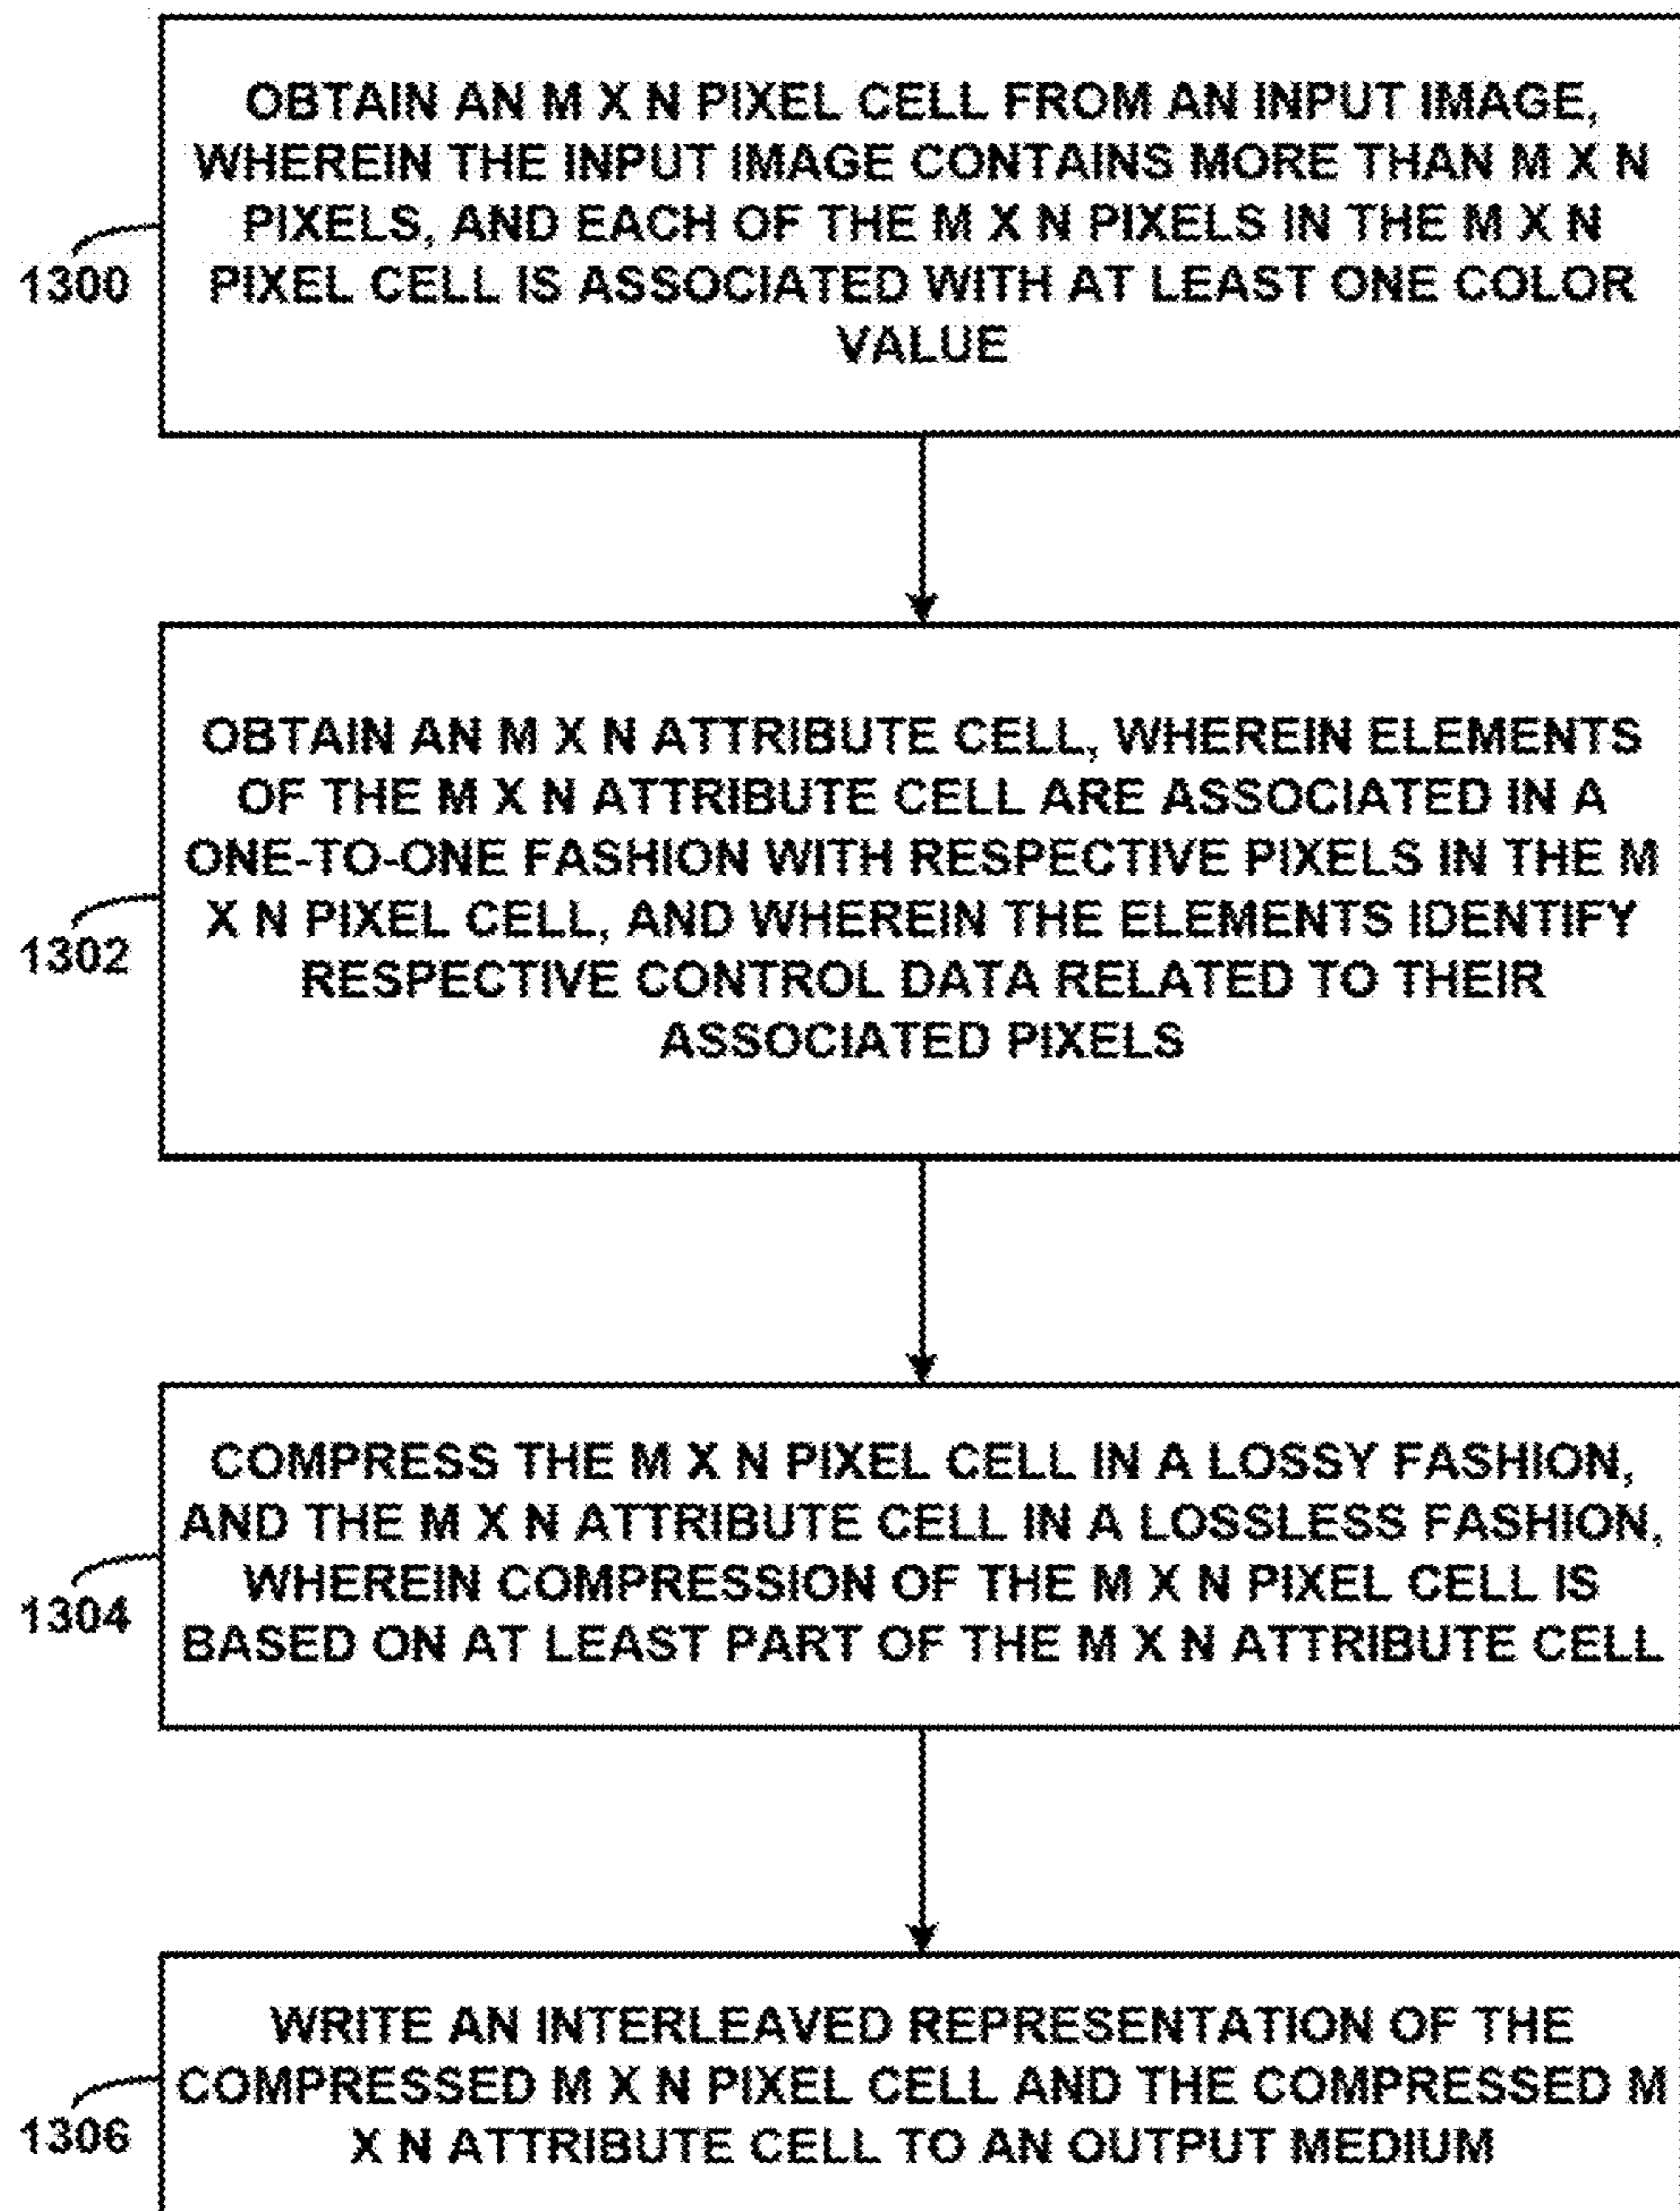 OBTAIN AN M X N PIXEL CELL FROM AN INPUT IMAGE,
WHEREIN THE INPUT IMAGE CONTAINS MORE THAN M X N
PIXELS, AND EACH OF THE M X N PIXELS IN THE M X N
PIXEL CELL IS ASSOCIATED WITH AT LEAST ONE COLOR
VALUE
1300
OBTAIN AN M X N ATTRIBUTE CELL, WHEREIN ELEMENTS
OF THE M X N ATTRIBUTE CELL ARE ASSOCIATED IN A
ONE-TO-ONE FASHION WITH RESPECTIVE PIXELS IN THE M
X N PIXEL CELL, AND WHEREIN THE ELEMENTS IDENTIFY
RESPECTIVE CONTROL DATA RELATED TO THEIR
ASSOCIATED PIXELS
1302
COMPRESS THE M X N PIXEL CELL IN A LOSSY FASHION,
AND THE M X N ATTRIBUTE CELL IN A LOSSLESS FASHION,
WHEREIN COMPRESSION OF THE M X N PIXEL CELL IS
BASED ON AT LEAST PART OF THE M X N ATTRIBUTE CELL
1304
WRITE AN INTERLEAVED REPRESENTATION OF THE
COMPRESSED M X N PIXEL CELL AND THE COMPRESSED M
X N ATTRIBUTE CELL TO AN OUTPUT MEDIUM
1306